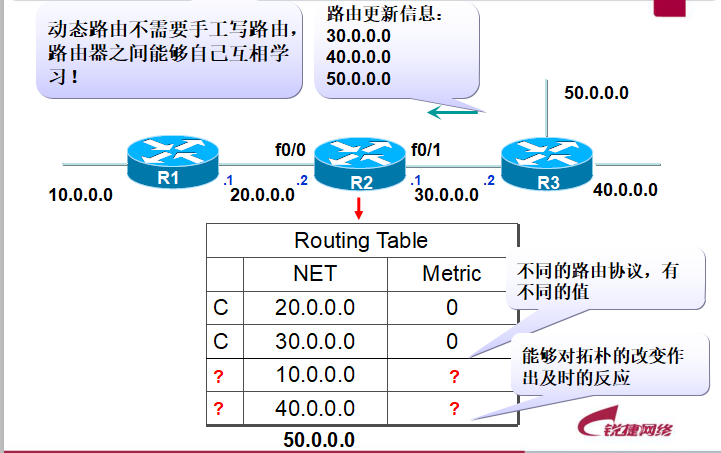 动态路由不需要手工写路由，
路由器之间能够自己互相学
习！
路由更新信息：
30.0.0.0
40.0.0.0
50.0.0.0
50.0.0.0
f0/0
f0/1
R1
R2
R3
.1
.2
.1
.2
10.0.0.0
20.0.0.0
30.0.0.0
40.0.0.0
Routing Table
NET Metric
C 20.0.0.0 0
C 30.0.0.0 0
? 10.0.0.0 ?
? 40.0.0.0 ?
50.0.0.0
不同的路由协议，有
不同的值
能够对拓朴的改变作
出及时的反应
锐捷网络